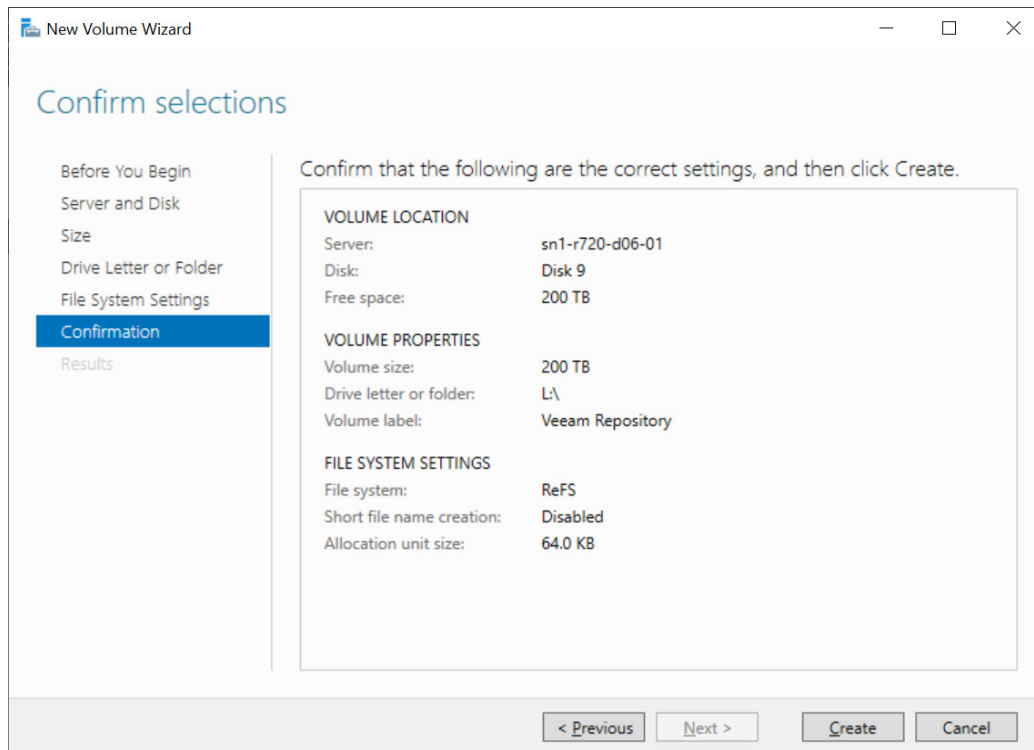 New Volume Wizard
Confirm selections
Before You Begin
Server and Disk
Size
Drive Letter or Folder
File System Settings
Confirmation
Results
Confirm that the following are the correct settings, and then click Create.
VOLUME LOCATION
Server: sn1-r720-d06-01
Disk: Disk 9
Free space: 200 TB
VOLUME PROPERTIES
Volume size: 200 TB
Drive letter or folder: L:\
Volume label: Veeam Repository
FILE SYSTEM SETTINGS
File system: ReFS
Short file name creation: Disabled
Allocation unit size: 64.0 KB
< Previous Next > Create Cancel